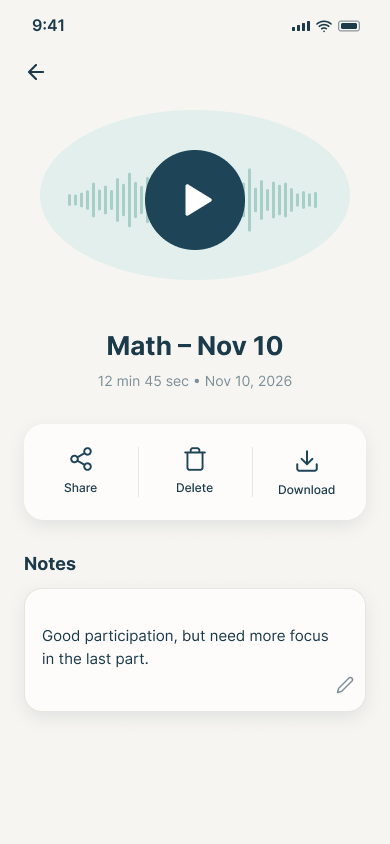 9:41
Math – Nov 10
12 min 45 sec • Nov 10, 2026
Share
Delete
Download
Notes
Good participation, but need more focus
in the last part.